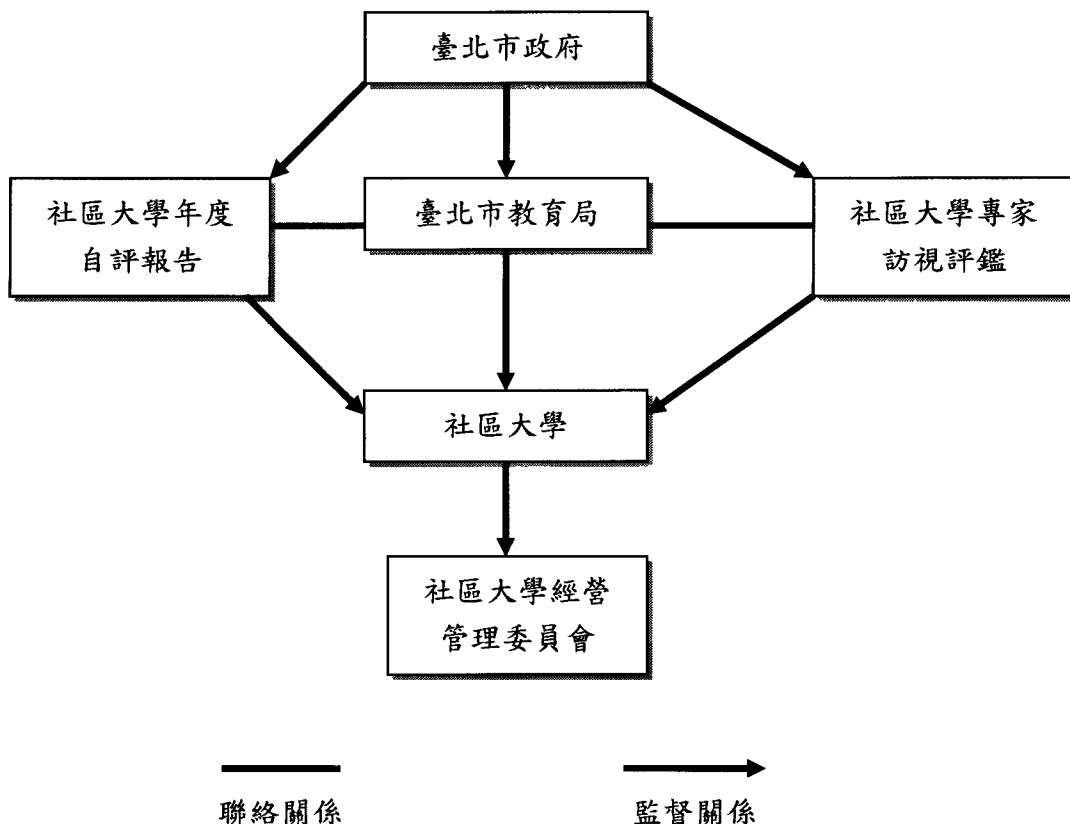 臺北市政府
社區大學年度
自評報告
臺北市教育局
社區大學專家
訪視評鑑
社區大學
社區大學經營
管理委員會
聯絡關係
監督關係